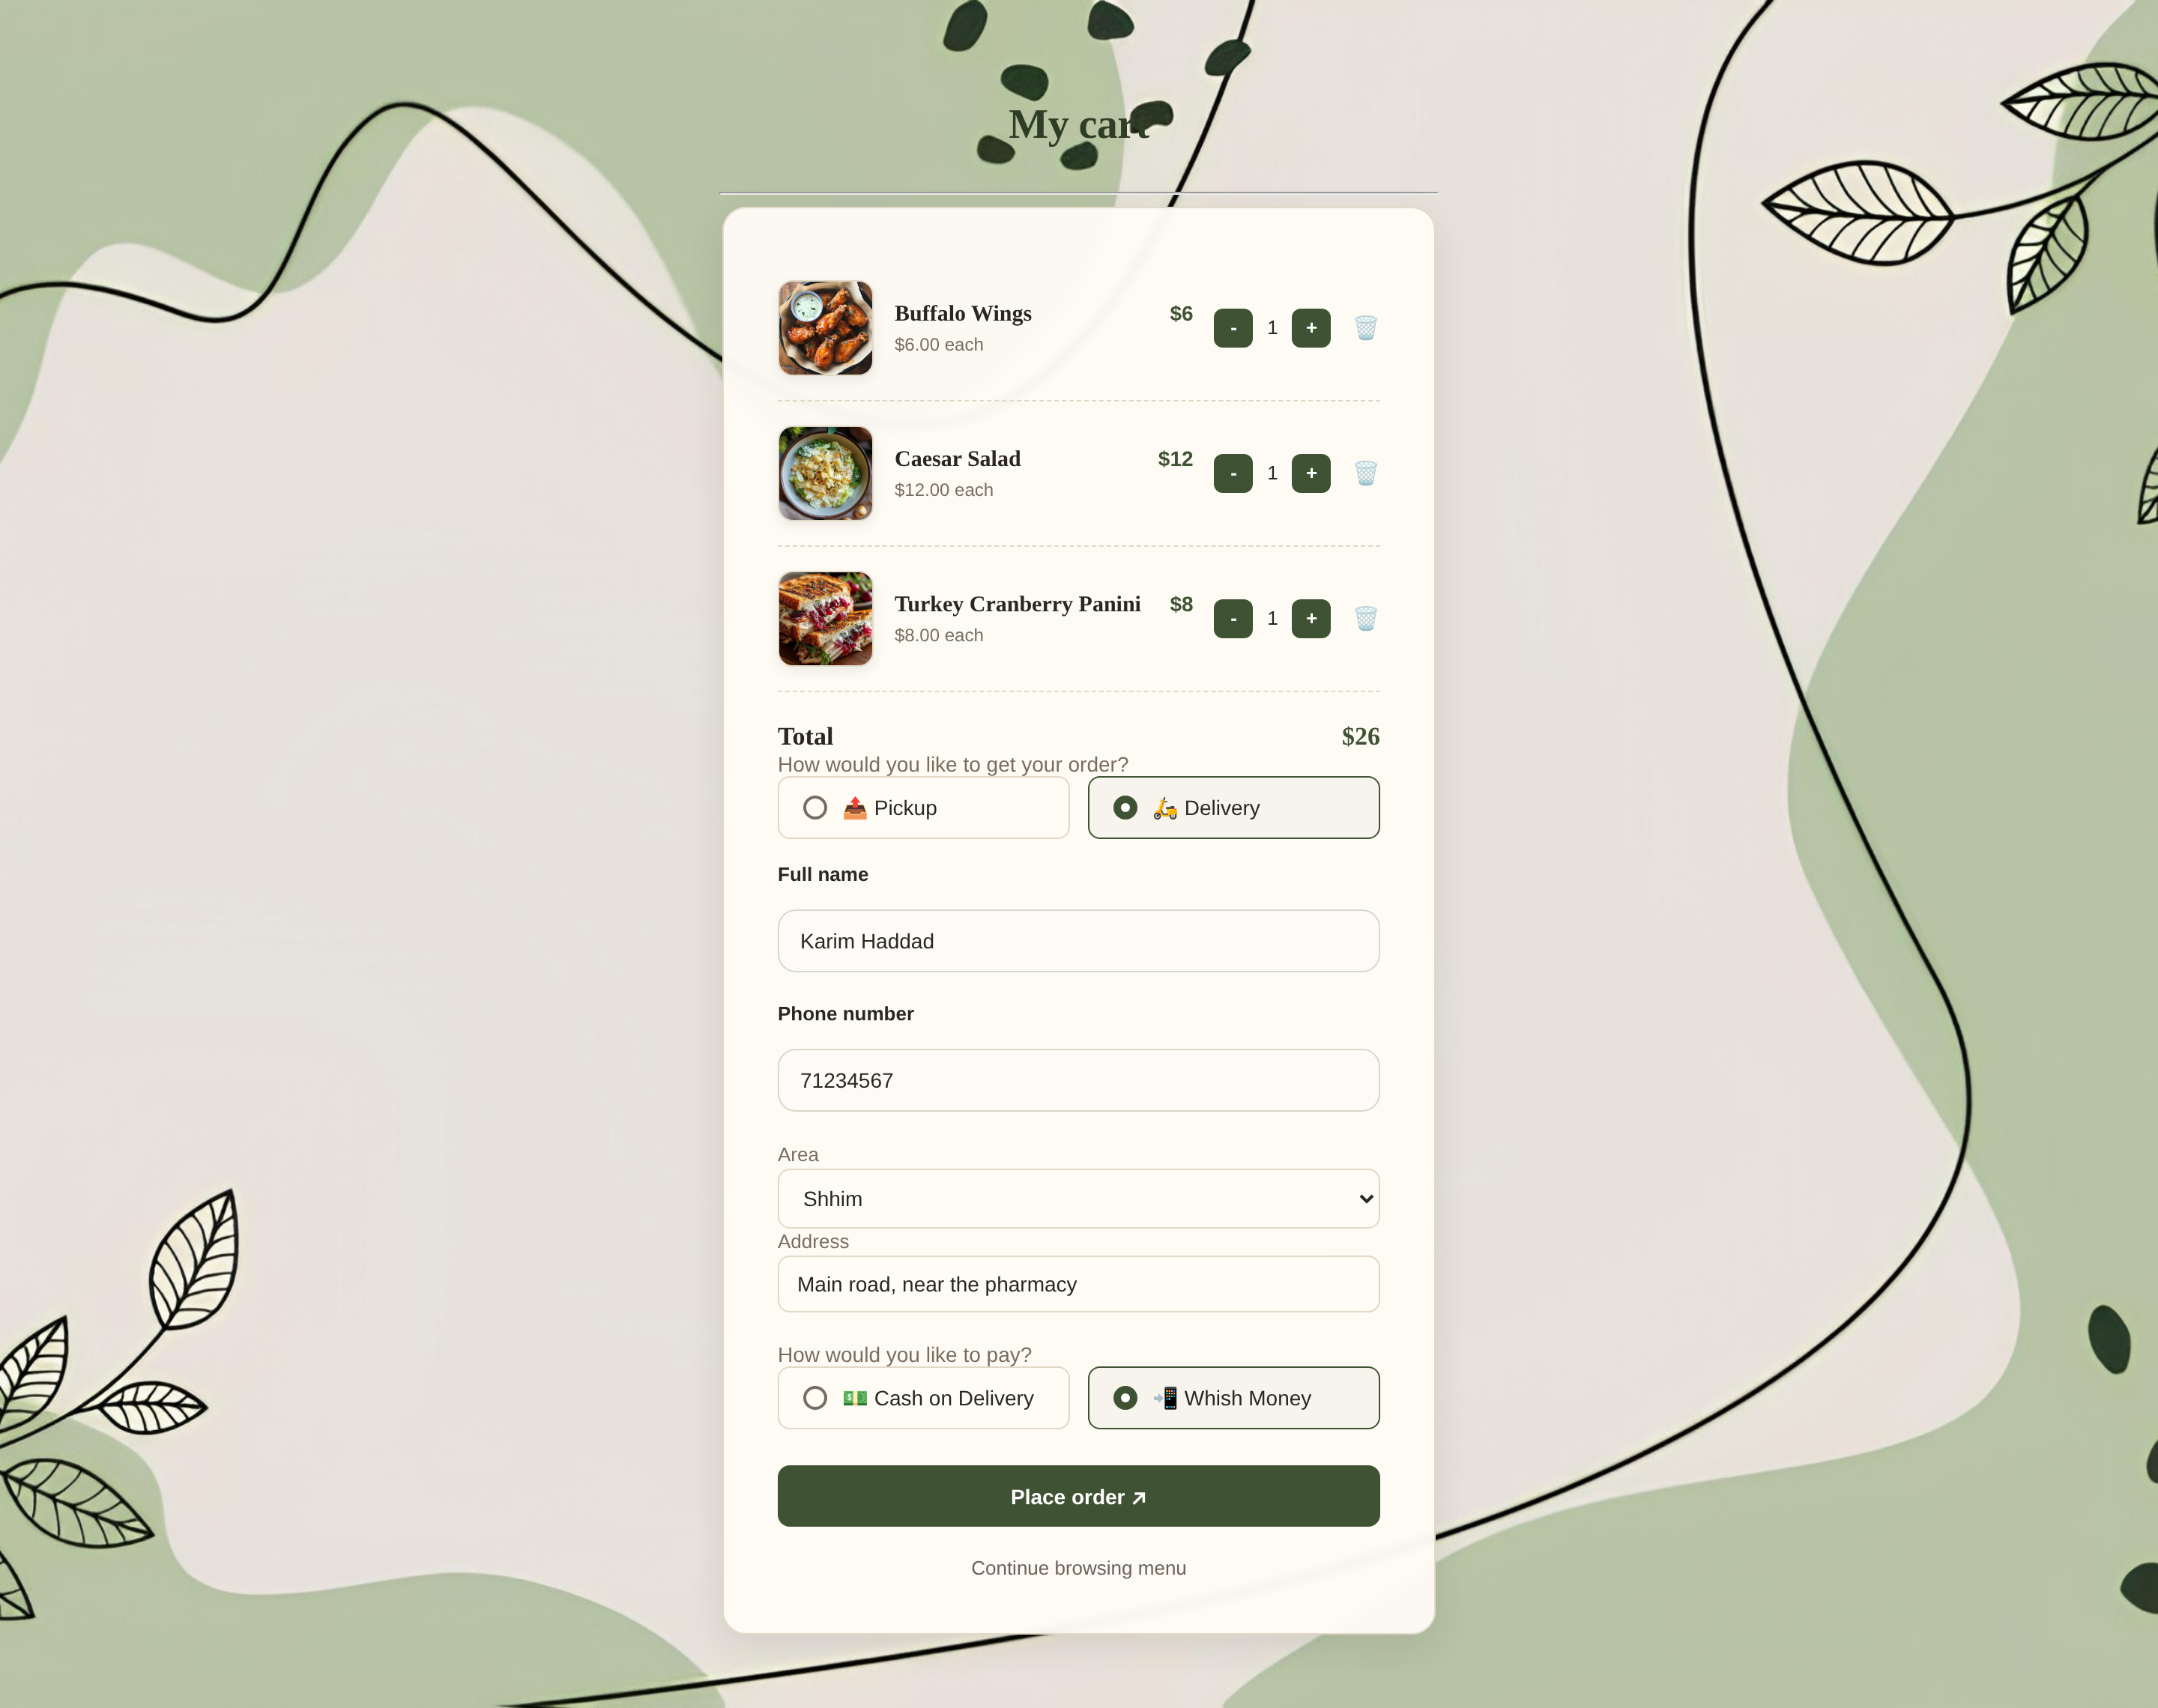 My cart
Buffalo Wings $6 - 1 +
$6.00 each
Caesar Salad $12 - 1 +
$12.00 each
Turkey Cranberry Panini $8 - 1 +
$8.00 each
Total $26
How would you like to get your order?
Pickup Delivery
Full name
Karim Haddad
Phone number
71234567
Area
Shhim
Address
Main road, near the pharmacy
How would you like to pay?
Cash on Delivery Whish Money
Place order ↗
Continue browsing menu